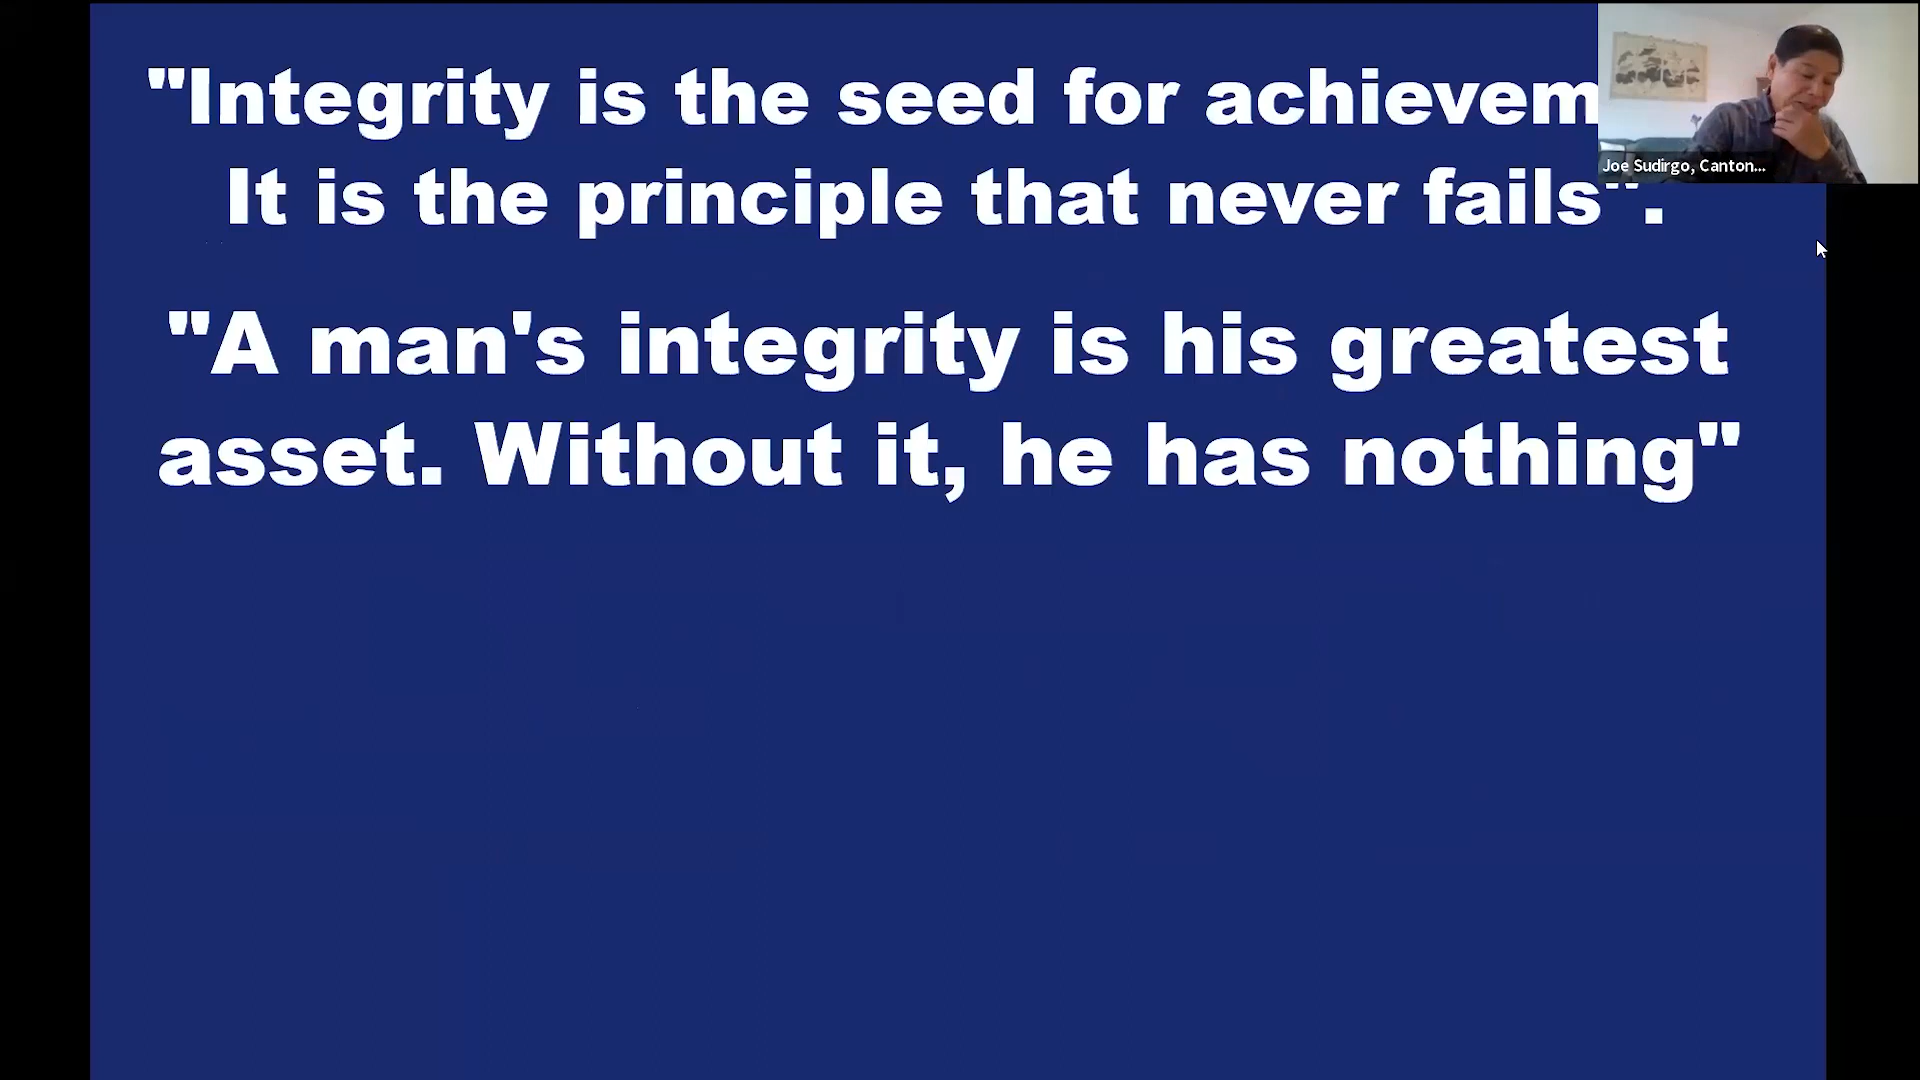 "Integrity is the seed for achievem
It is the principle that never fails".
"A man's integrity is his greatest
asset. Without it, he has nothing"
Joe Sudirgo, Canton...